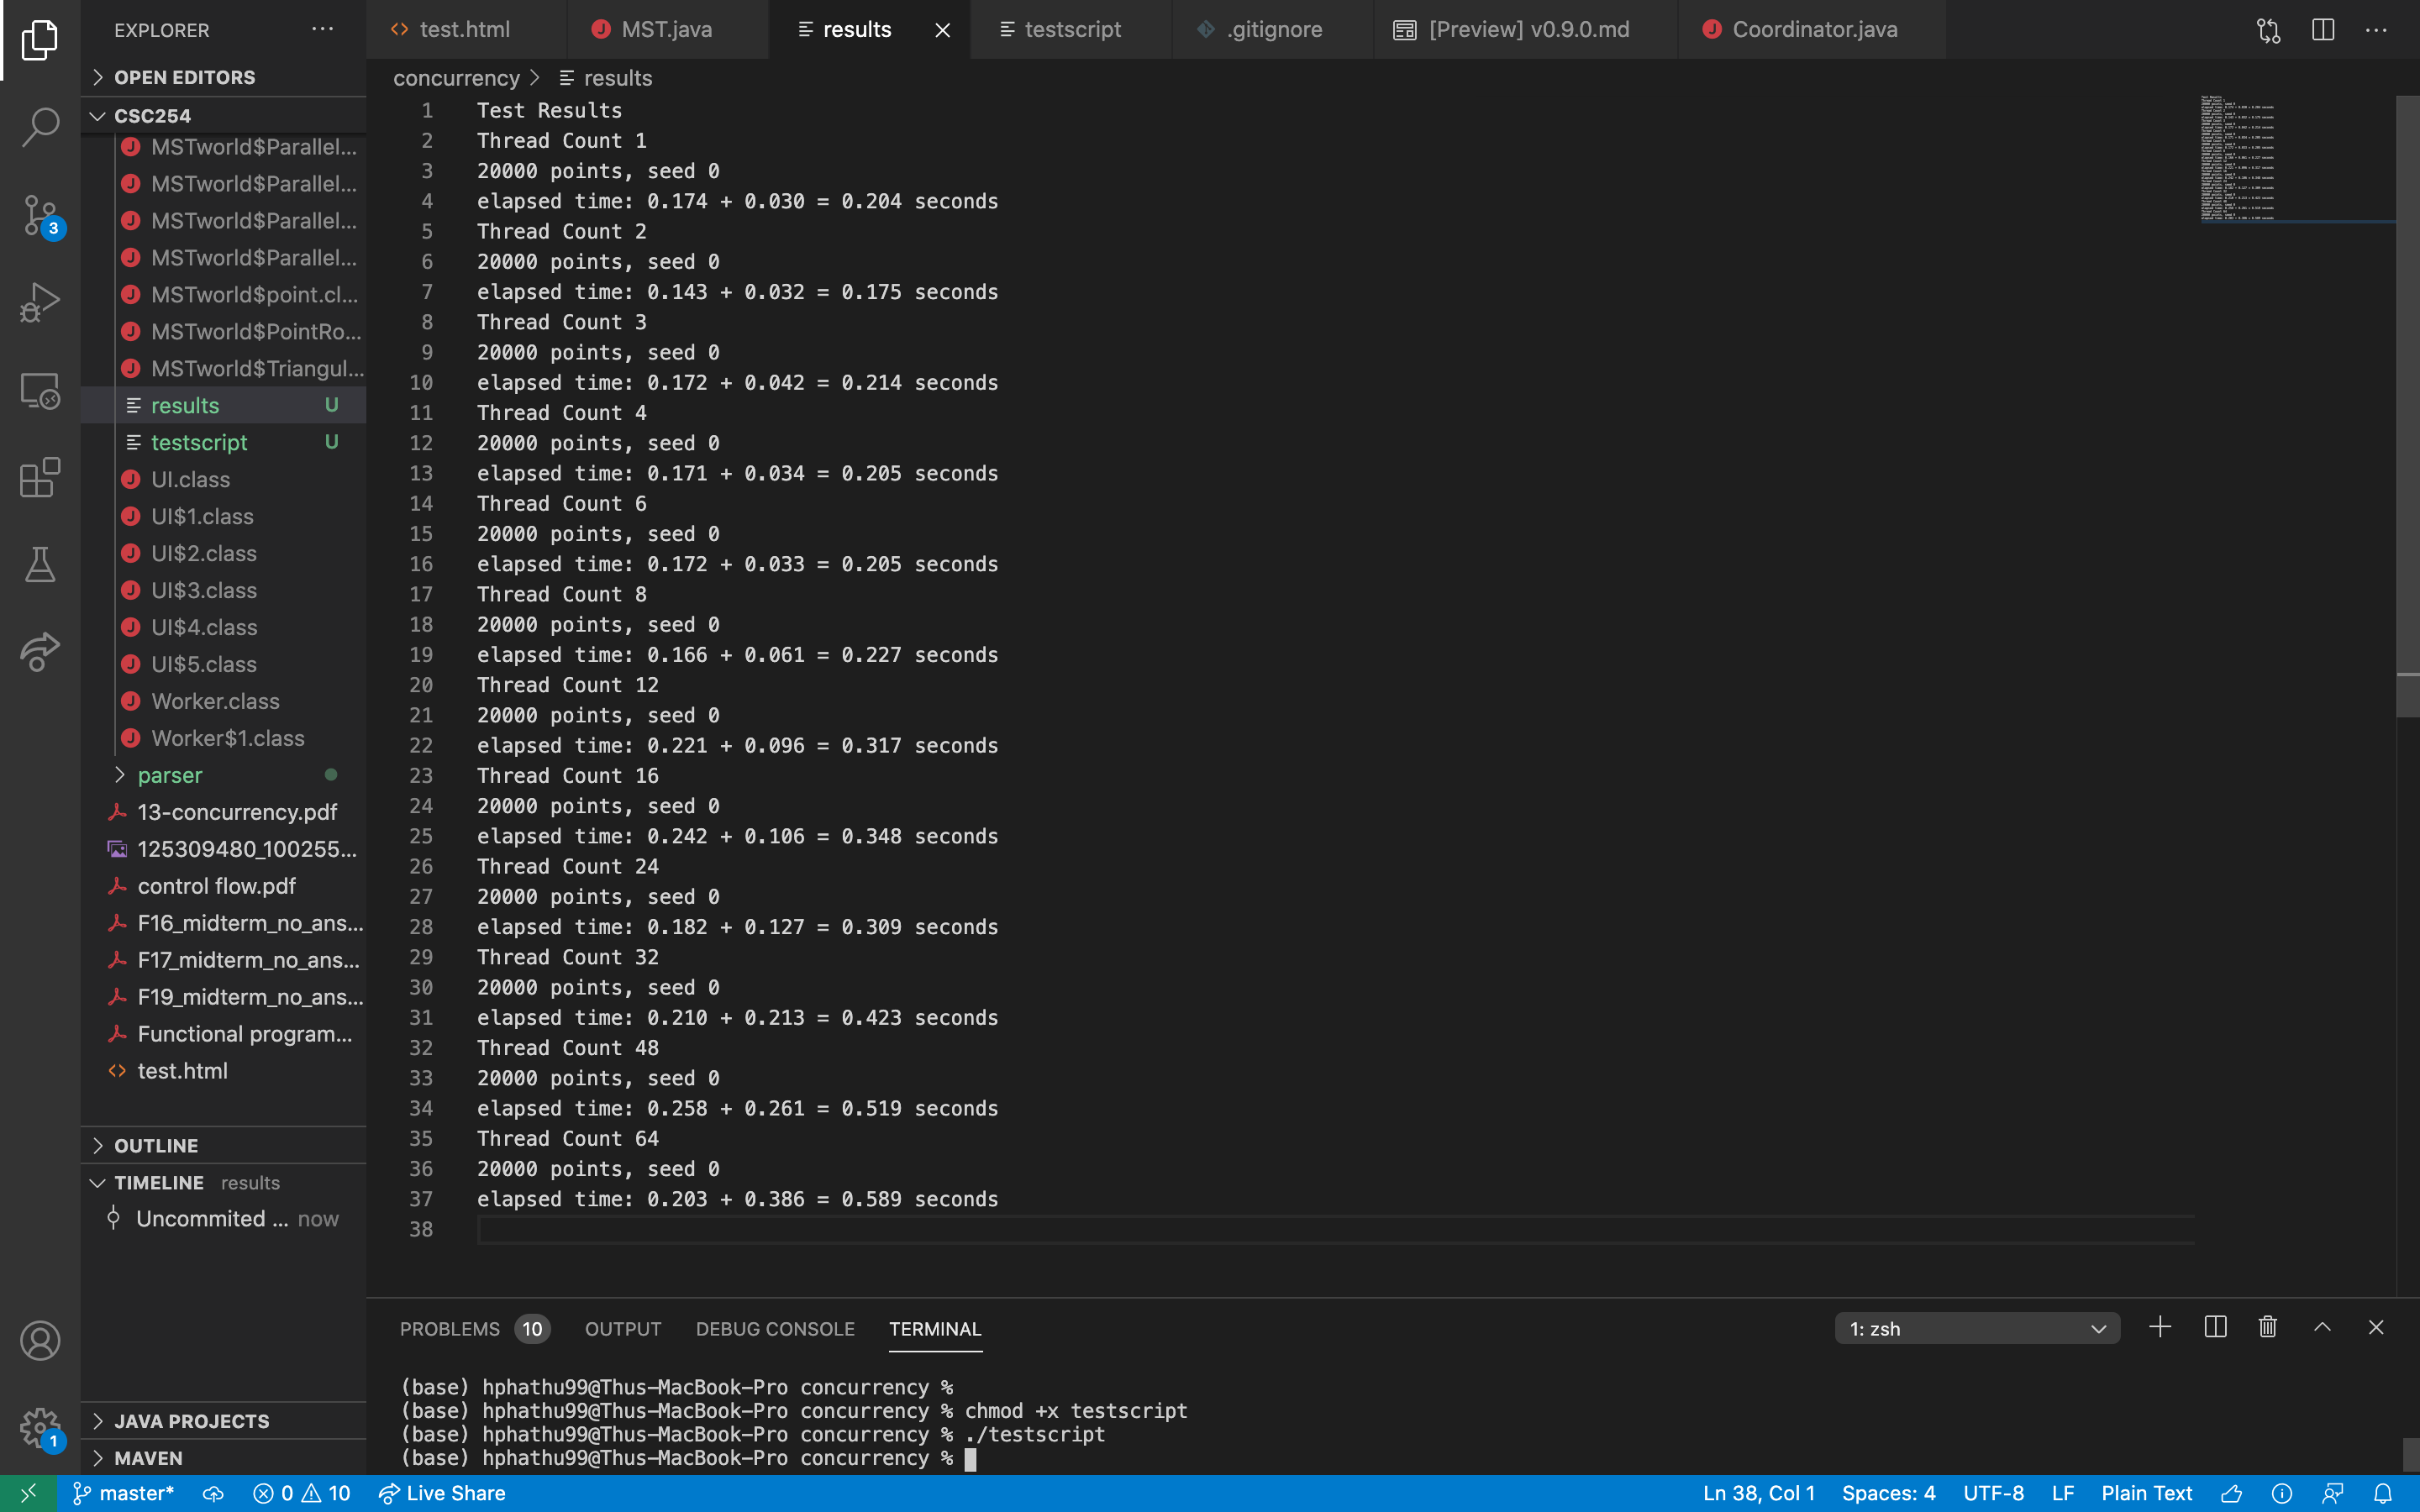 EXPLORER
OPEN EDITORS
CSC254
MSTworld$Parallel...
MSTworld$Parallel...
MSTworld$Parallel...
MSTworld$Parallel...
MSTworld$point.cl...
MSTworld$PointRo...
MSTworld$Triangul...
results U
testscript U
UI.class
UI$1.class
UI$2.class
UI$3.class
UI$4.class
UI$5.class
Worker.class
Worker$1.class
parser
13-concurrency.pdf
125309480_100255...
control flow.pdf
F16_midterm_no_ans...
F17_midterm_no_ans...
F19_midterm_no_ans...
Functional program...
test.html
OUTLINE
TIMELINE results
Uncommited ... now
JAVA PROJECTS
MAVEN
3
1
test.html MST.java results testscript .gitignore [Preview] v0.9.0.md Coordinator.java
concurrency > results
1 Test Results
2 Thread Count 1
3 20000 points, seed 0
4 elapsed time: 0.174 + 0.030 = 0.204 seconds
5 Thread Count 2
6 20000 points, seed 0
7 elapsed time: 0.143 + 0.032 = 0.175 seconds
8 Thread Count 3
9 20000 points, seed 0
10 elapsed time: 0.172 + 0.042 = 0.214 seconds
11 Thread Count 4
12 20000 points, seed 0
13 elapsed time: 0.171 + 0.034 = 0.205 seconds
14 Thread Count 6
15 20000 points, seed 0
16 elapsed time: 0.172 + 0.033 = 0.205 seconds
17 Thread Count 8
18 20000 points, seed 0
19 elapsed time: 0.166 + 0.061 = 0.227 seconds
20 Thread Count 12
21 20000 points, seed 0
22 elapsed time: 0.221 + 0.096 = 0.317 seconds
23 Thread Count 16
24 20000 points, seed 0
25 elapsed time: 0.242 + 0.106 = 0.348 seconds
26 Thread Count 24
27 20000 points, seed 0
28 elapsed time: 0.182 + 0.127 = 0.309 seconds
29 Thread Count 32
30 20000 points, seed 0
31 elapsed time: 0.210 + 0.213 = 0.423 seconds
32 Thread Count 48
33 20000 points, seed 0
34 elapsed time: 0.258 + 0.261 = 0.519 seconds
35 Thread Count 64
36 20000 points, seed 0
37 elapsed time: 0.203 + 0.386 = 0.589 seconds
38
PROBLEMS 10 OUTPUT DEBUG CONSOLE TERMINAL 1: zsh
(base) hphathu99@Thus-MacBook-Pro concurrency %
(base) hphathu99@Thus-MacBook-Pro concurrency % chmod +x testscript
(base) hphathu99@Thus-MacBook-Pro concurrency % ./testscript
(base) hphathu99@Thus-MacBook-Pro concurrency %
master* 0 10 Live Share Ln 38, Col 1 Spaces: 4 UTF-8 LF Plain Text